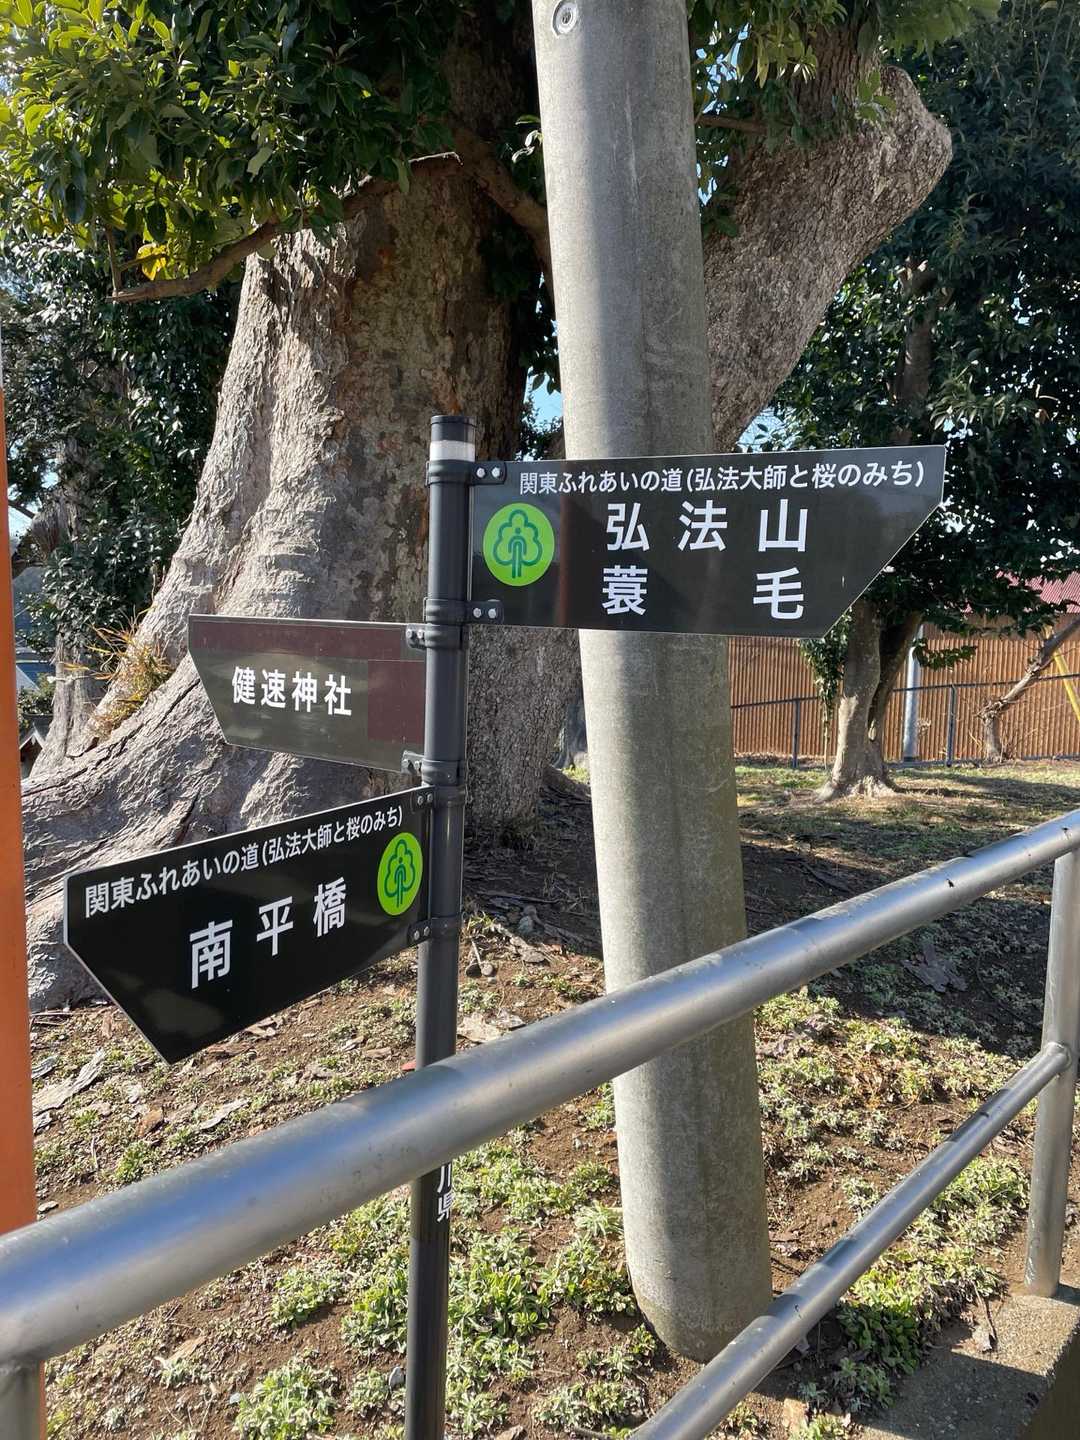 関東ふれあいの道(弘法大師と桜のみち)
弘法山
蓑毛
健速神社
関東ふれあいの道(弘法大師と桜のみち)
南平橋
川県